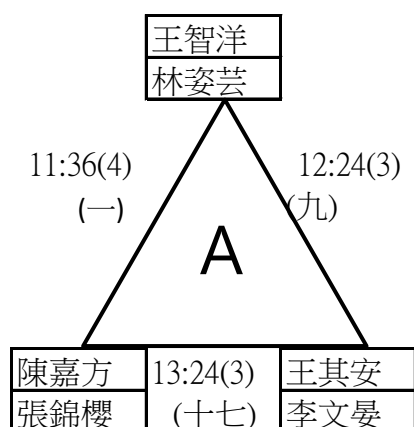 王智洋
林姿芸
11:36(4)
(一)
12:24(3)
(九)
A
陳嘉方
張錦櫻
13:24(3)
(十七)
王其安
李文晏